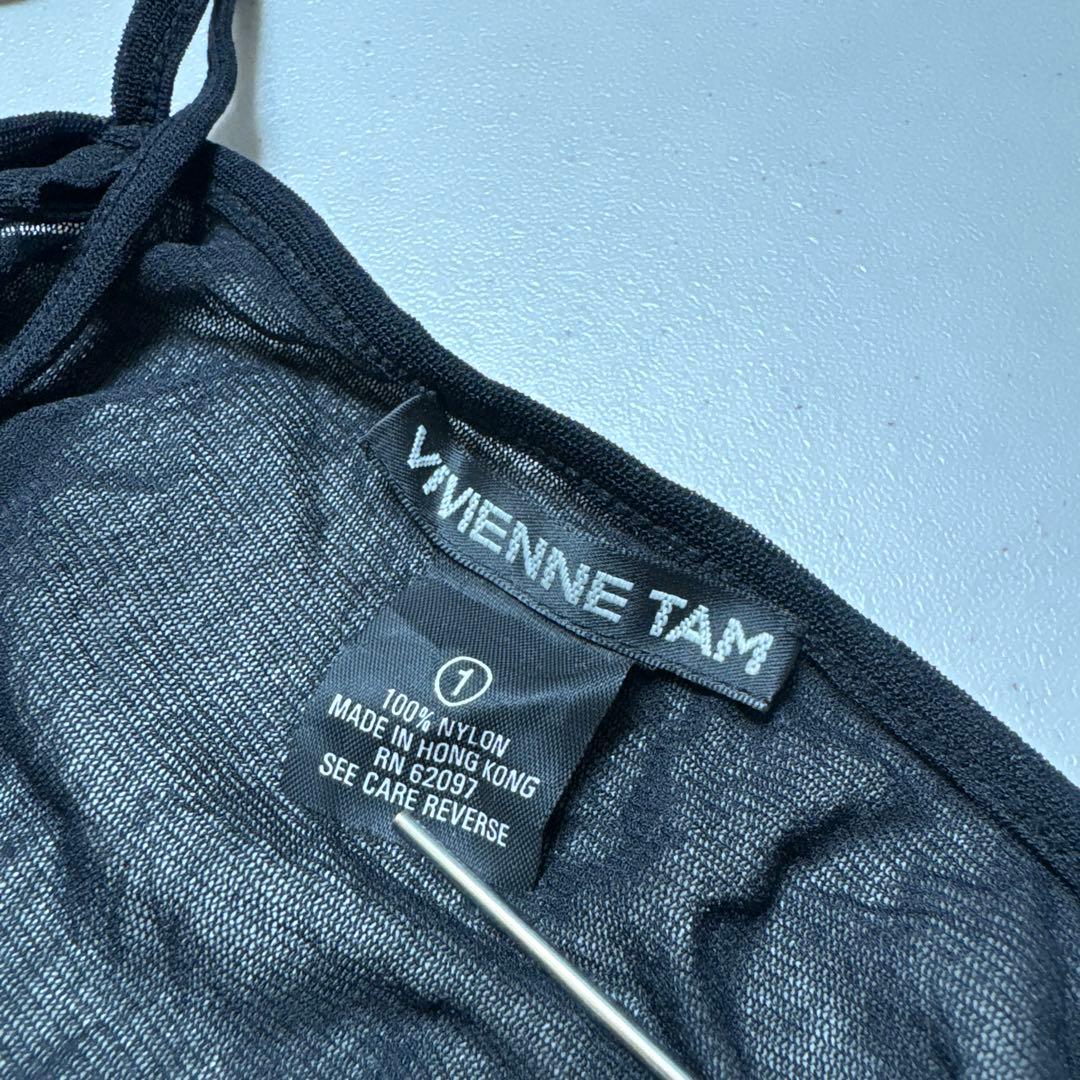 VIVIENNE TAM
1
100% NYLON
MADE IN HONG KONG
RN 62097
SEE CARE REVERSE